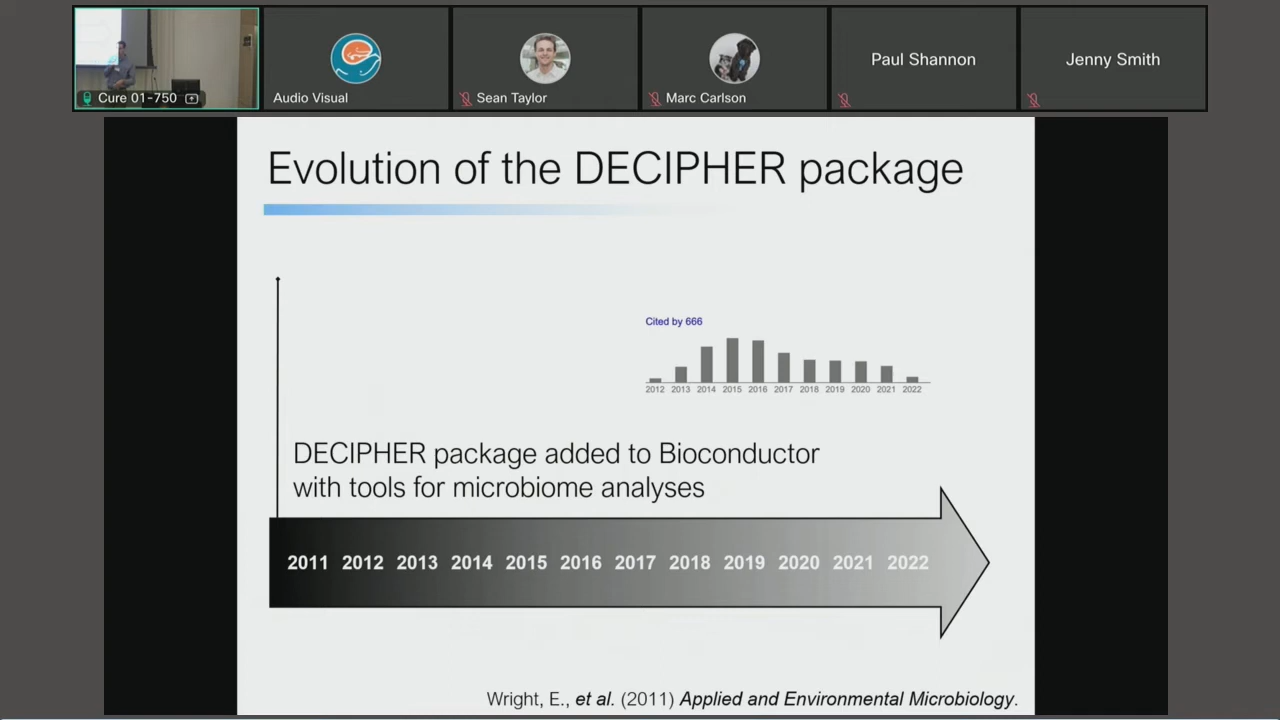 Cure 01-750
Audio Visual
Sean Taylor
Marc Carlson
Paul Shannon
Jenny Smith
Evolution of the DECIPHER package
Cited by 666
2012 2013 2014 2015 2016 2017 2018 2019 2020 2021 2022
DECIPHER package added to Bioconductor
with tools for microbiome analyses
2011 2012 2013 2014 2015 2016 2017 2018 2019 2020 2021 2022
Wright, E., et al. (2011) Applied and Environmental Microbiology.